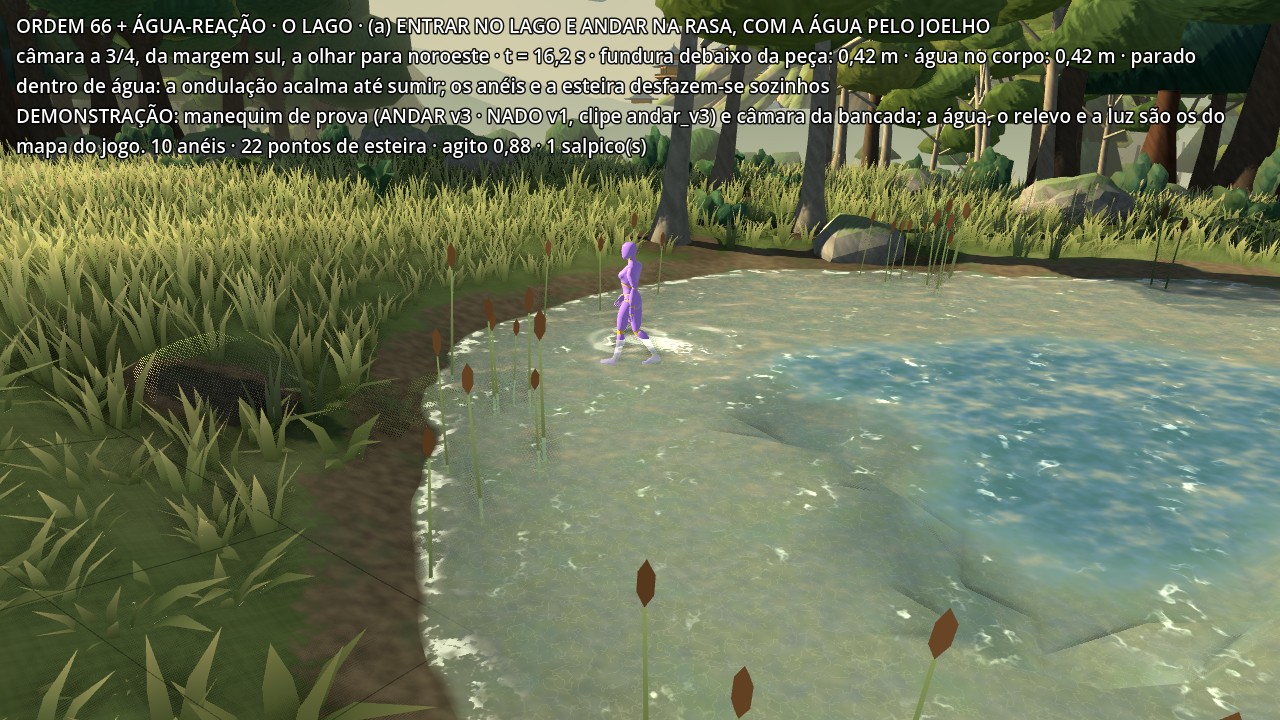 ORDEM 66 + ÁGUA-REAÇÃO · O LAGO · (a) ENTRAR NO LAGO E ANDAR NA RASA, COM A ÁGUA PELO JOELHO
câmara a 3/4, da margem sul, a olhar para noroeste · t = 16,2 s · fundura debaixo da peça: 0,42 m · água no corpo: 0,42 m · parado
dentro de água: a ondulação acalma até sumir; os anéis e a esteira desfazem-se sozinhos
DEMONSTRAÇÃO: manequim de prova (ANDAR v3 · NADO v1, clipe andar_v3) e câmara da bancada; a água, o relevo e a luz são os do
mapa do jogo. 10 anéis · 22 pontos de esteira · agito 0,88 · 1 salpico(s)